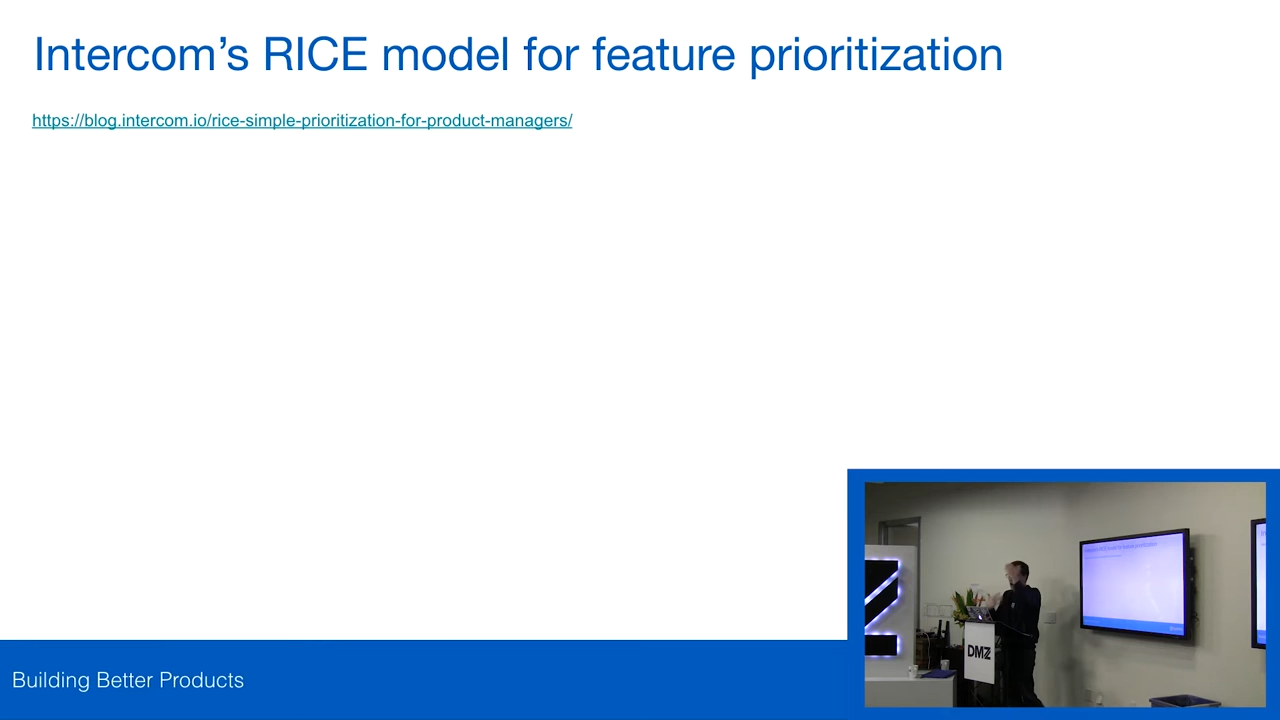 Intercom’s RICE model for feature prioritization
https://blog.intercom.io/rice-simple-prioritization-for-product-managers/
Building Better Products
DMZ